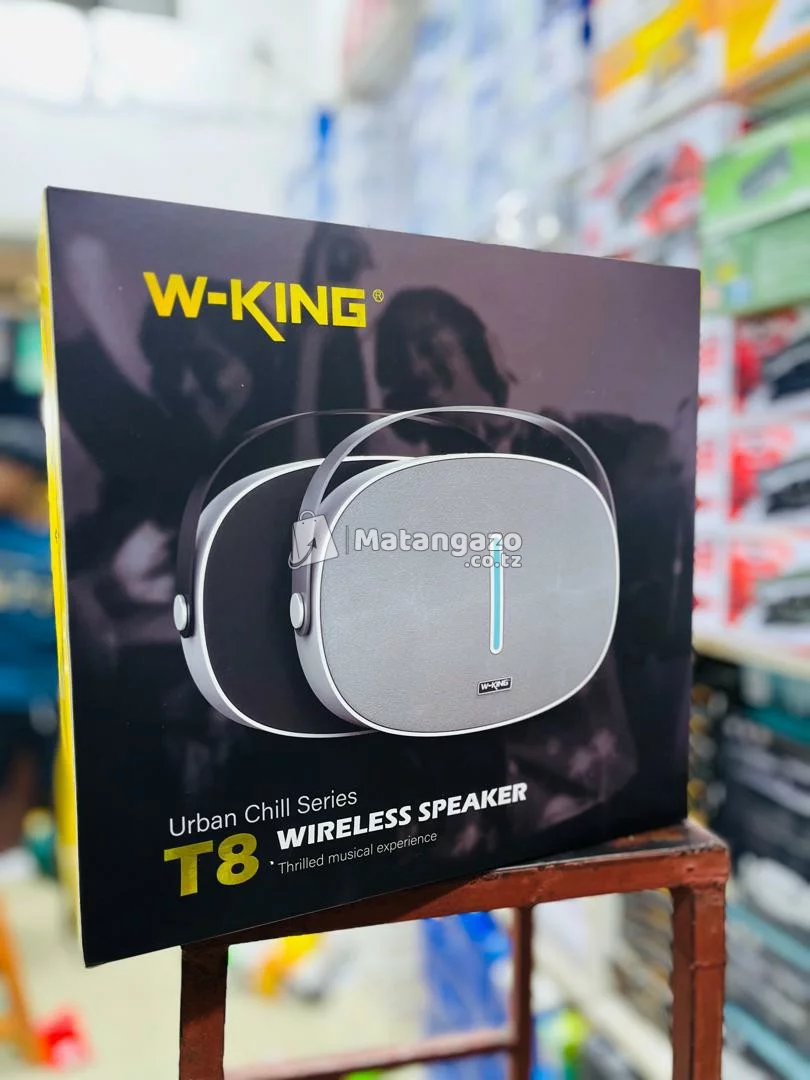 W-KING®
Matangazo
.co.tz
W-KING
Urban Chill Series
T8 WIRELESS SPEAKER
Thrilled musical experience